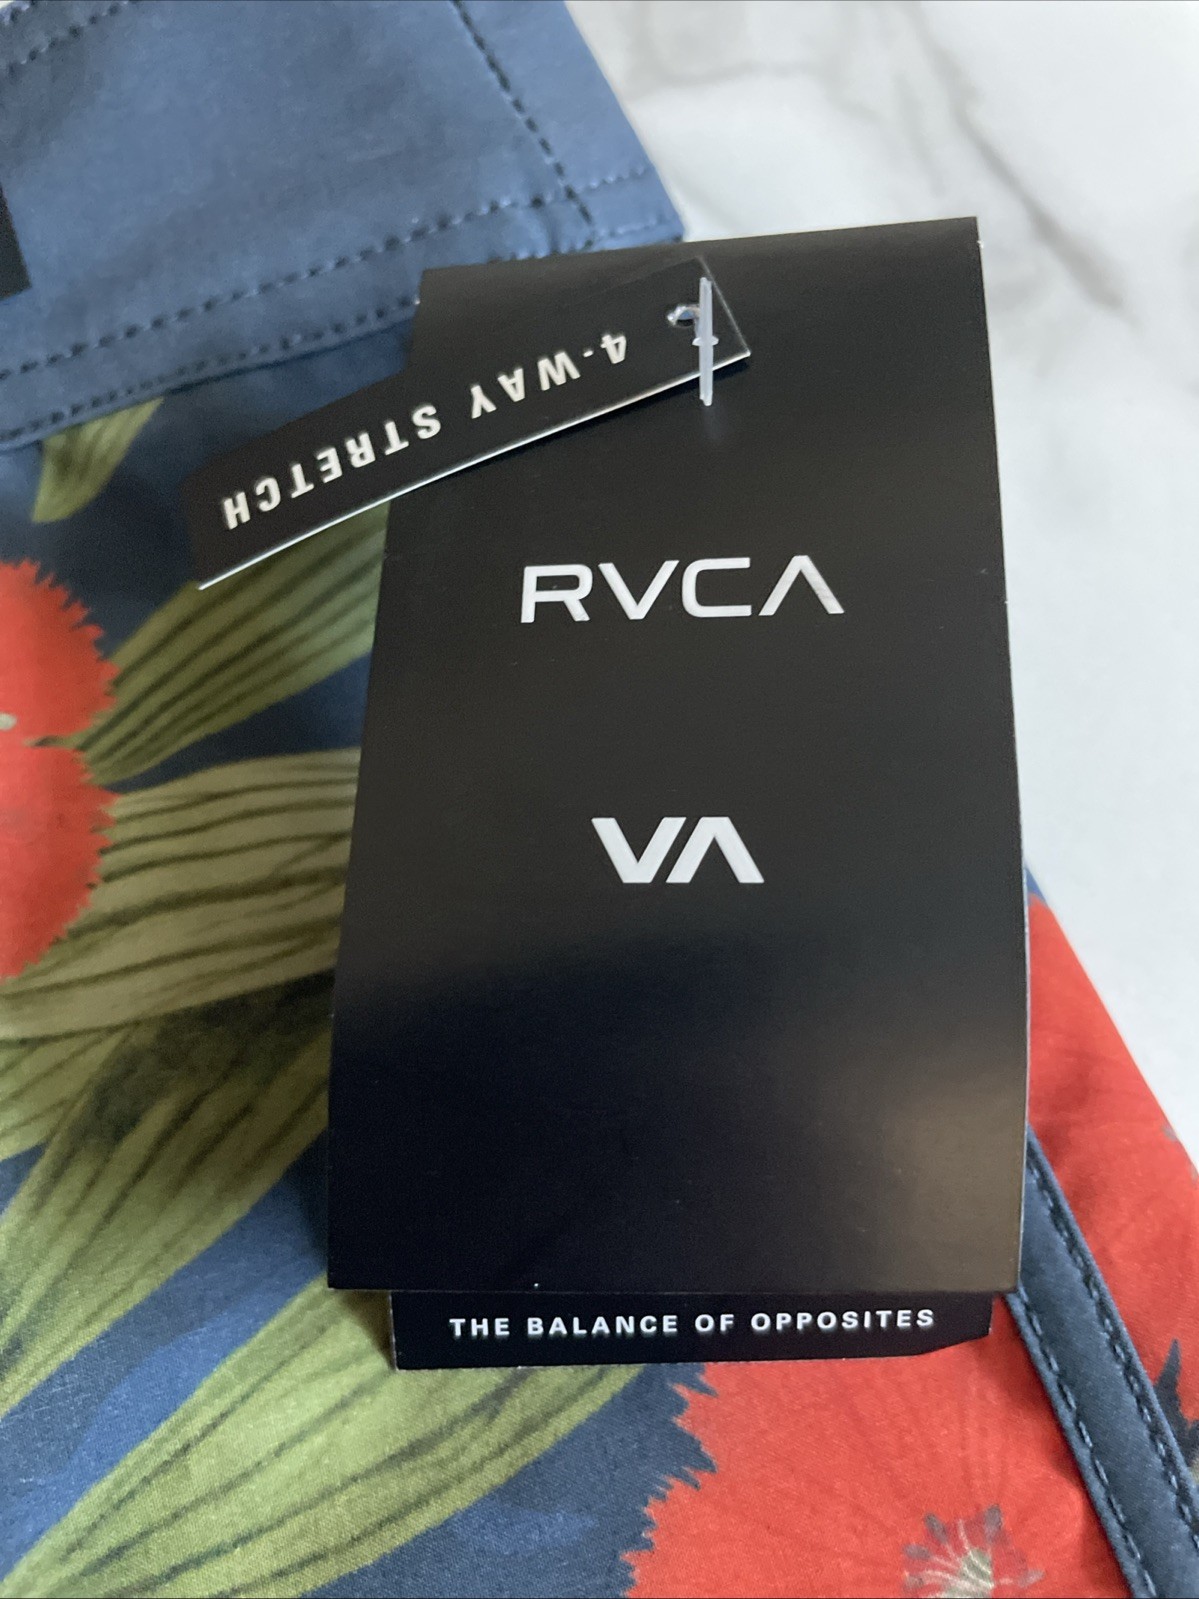 4-WAY STRETCH
RVCA
VA
THE BALANCE OF OPPOSITES